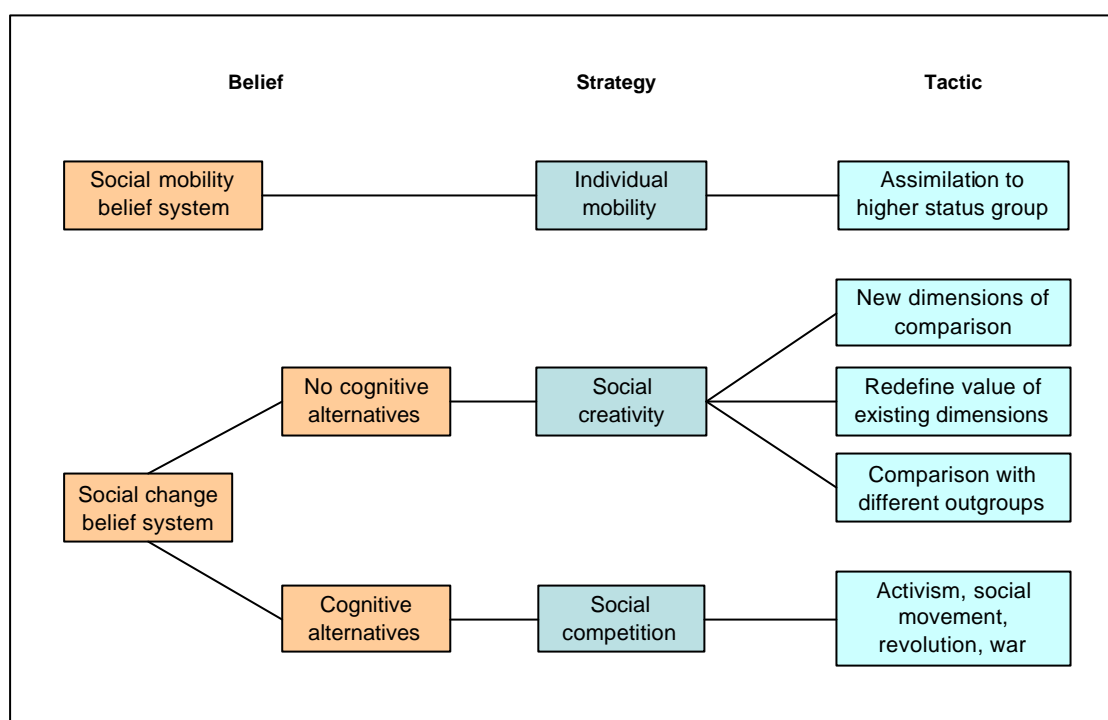 Belief
Strategy
Tactic
Social mobility
belief system
Individual
mobility
Assimilation to
higher status group
New dimensions of
comparison
No cognitive
alternatives
Social
creativity
Redefine value of
existing dimensions
Comparison with
different outgroups
Social change
belief system
Cognitive
alternatives
Social
competition
Activism, social
movement,
revolution, war